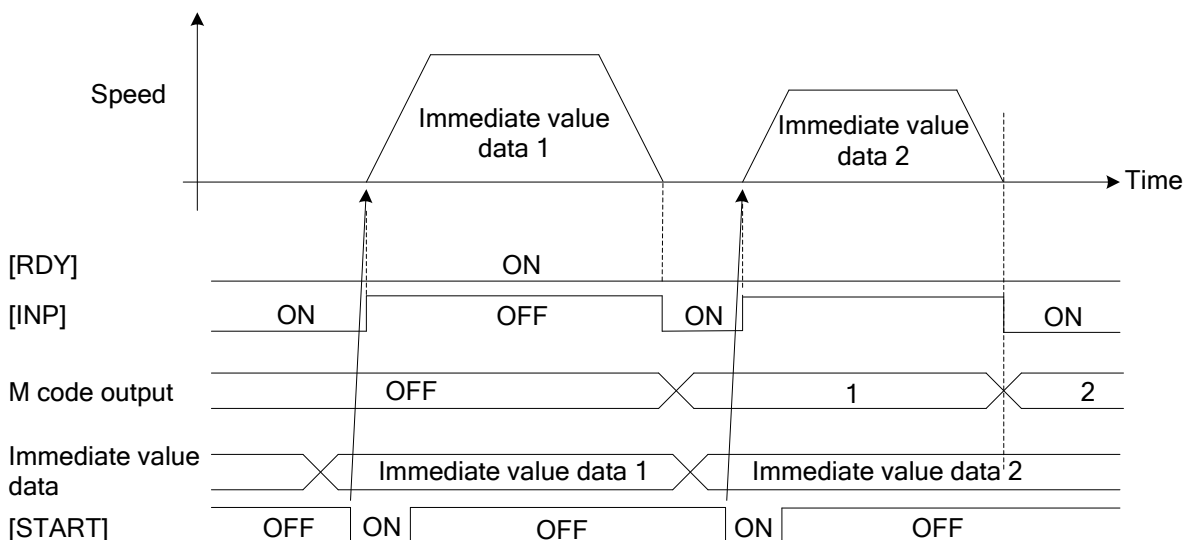 Speed
Immediate value
data 1
Immediate value
data 2
Time
[RDY]
ON
[INP]
ON
OFF
ON
ON
M code output
OFF
1
2
Immediate value
data
Immediate value data 1
Immediate value data 2
[START]
OFF
ON
OFF
ON
OFF